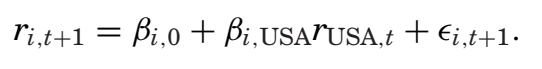 r_{i,t+1} = β_{i,0} + β_{i,USA} r_{USA,t} + ϵ_{i,t+1}.